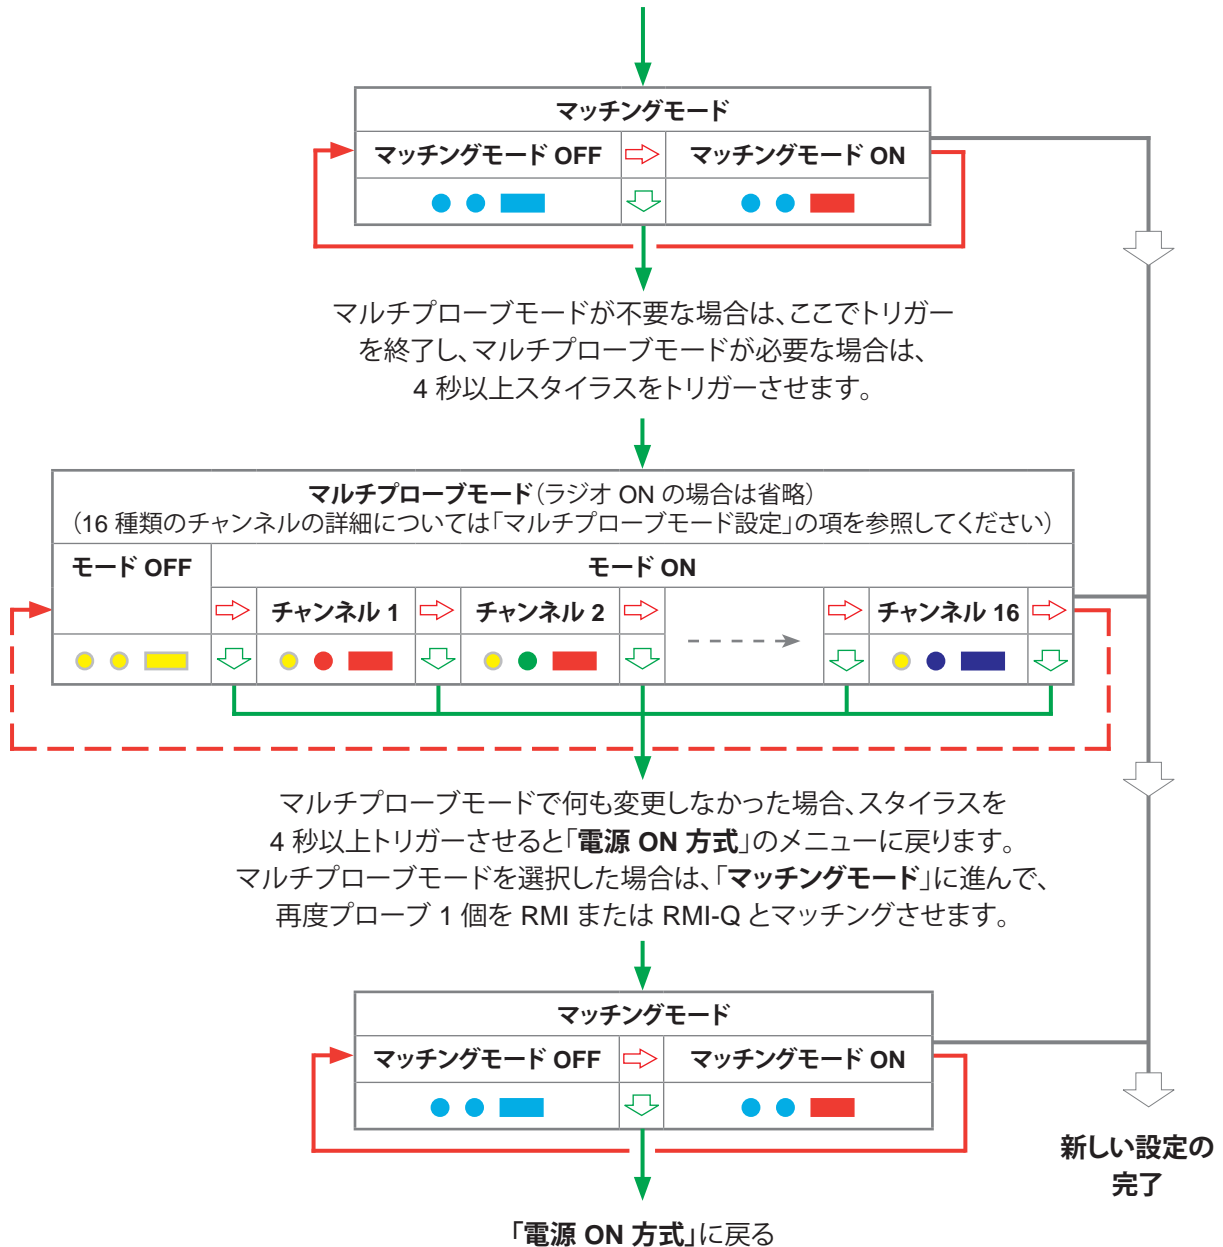 マッチングモード
マッチングモード OFF
マッチングモード ON
マルチプローブモードが不要な場合は、ここでトリガー
を終了し、マルチプローブモードが必要な場合は、
4 秒以上スタイラスをトリガーさせます。
マルチプローブモード（ラジオ ON の場合は省略）
（16 種類のチャンネルの詳細については「マルチプローブモード設定」の項を参照してください）
モード OFF
モード ON
チャンネル 1
チャンネル 2
チャンネル 16
マルチプローブモードで何も変更しなかった場合、スタイラスを
4 秒以上トリガーさせると「電源 ON 方式」のメニューに戻ります。
マルチプローブモードを選択した場合は、「マッチングモード」に進んで、
再度プローブ 1 個を RMI または RMI-Q とマッチングさせます。
マッチングモード
マッチングモード OFF
マッチングモード ON
新しい設定の
完了
「電源 ON 方式」に戻る